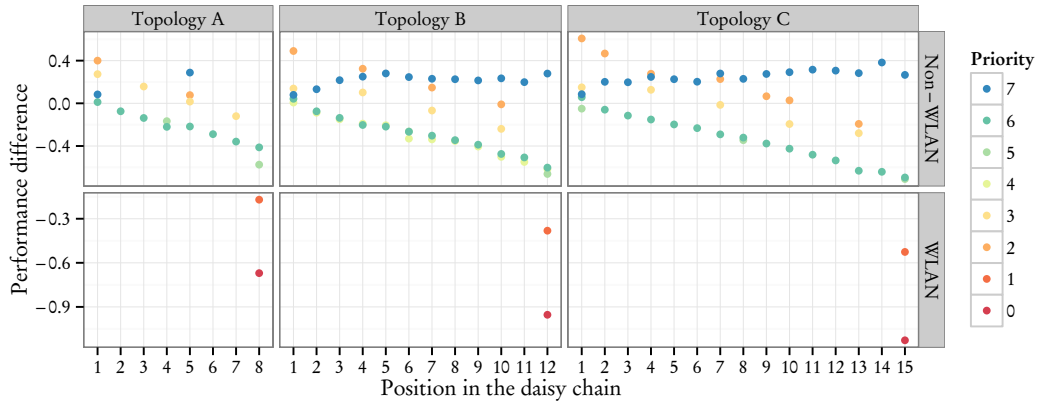 Topology A Topology B Topology C
Performance difference
0.4
0.0
−0.4
Non−WLAN
−0.3
−0.6
−0.9
WLAN
1 2 3 4 5 6 7 8 1 2 3 4 5 6 7 8 9 10 11 12 1 2 3 4 5 6 7 8 9 10 11 12 13 14 15
Position in the daisy chain
Priority
7
6
5
4
3
2
1
0